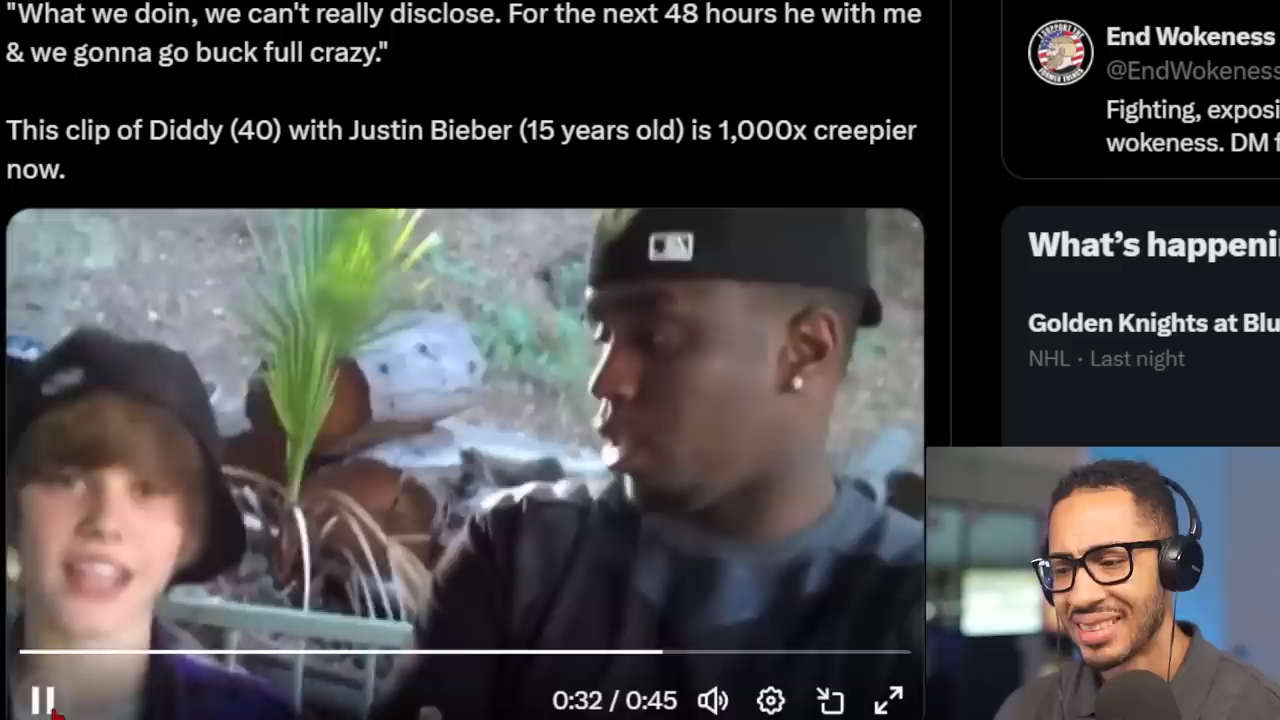 "What we doin, we can't really disclose. For the next 48 hours he with me
& we gonna go buck full crazy."
This clip of Diddy (40) with Justin Bieber (15 years old) is 1,000x creepier
now.
0:32 / 0:45
End Wokeness
@EndWokeness
Fighting, exposi
wokeness. DM f
What's happeni
Golden Knights at Blu
NHL · Last night